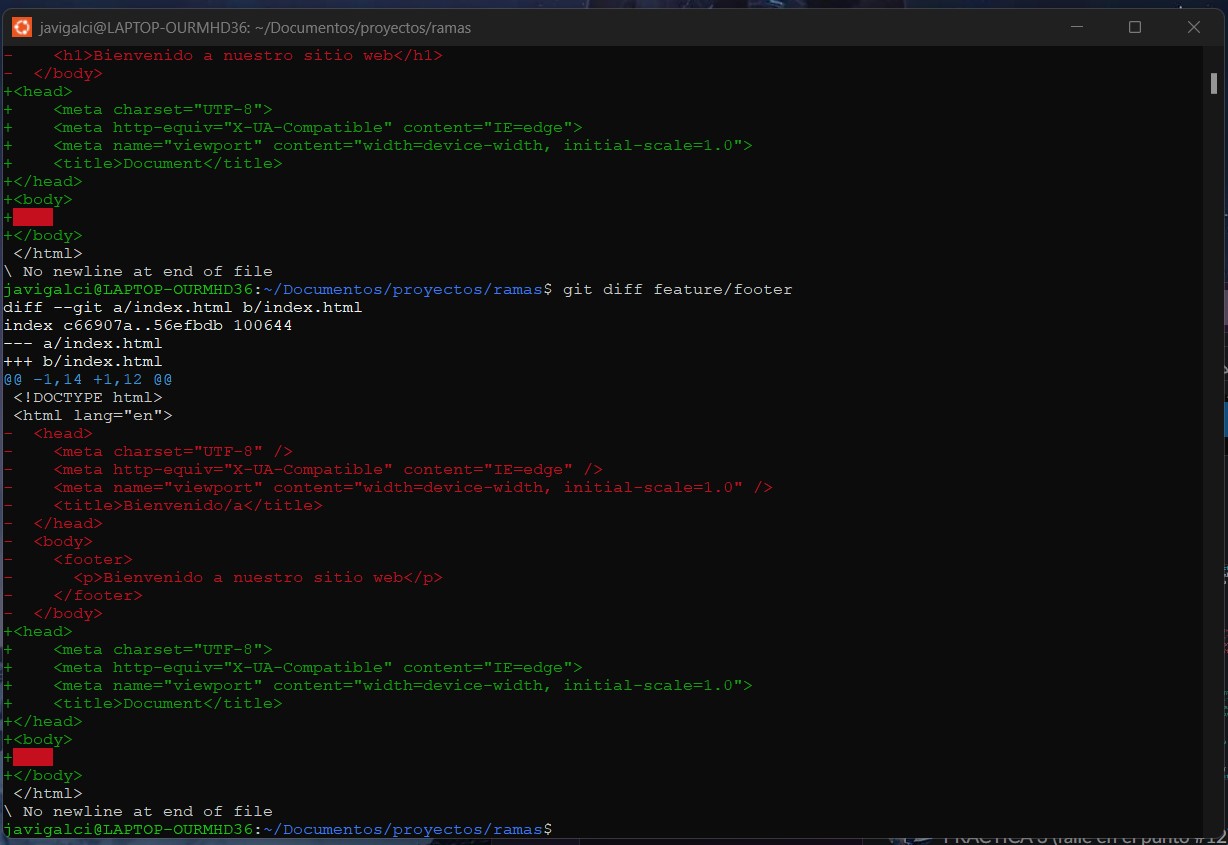 javigalci@LAPTOP-OURMHD36: ~/Documentos/proyectos/ramas
-    <h1>Bienvenido a nuestro sitio web</h1>
-  </body>
+<head>
+    <meta charset="UTF-8">
+    <meta http-equiv="X-UA-Compatible" content="IE=edge">
+    <meta name="viewport" content="width=device-width, initial-scale=1.0">
+    <title>Document</title>
+</head>
+<body>
+
+</body>
 </html>
\ No newline at end of file
javigalci@LAPTOP-OURMHD36:~/Documentos/proyectos/ramas$ git diff feature/footer
diff --git a/index.html b/index.html
index c66907a..56efbdb 100644
--- a/index.html
+++ b/index.html
@@ -1,14 +1,12 @@
 <!DOCTYPE html>
 <html lang="en">
-  <head>
-    <meta charset="UTF-8" />
-    <meta http-equiv="X-UA-Compatible" content="IE=edge" />
-    <meta name="viewport" content="width=device-width, initial-scale=1.0" />
-    <title>Bienvenido/a</title>
-  </head>
-  <body>
-    <footer>
-      <p>Bienvenido a nuestro sitio web</p>
-    </footer>
-  </body>
+<head>
+    <meta charset="UTF-8">
+    <meta http-equiv="X-UA-Compatible" content="IE=edge">
+    <meta name="viewport" content="width=device-width, initial-scale=1.0">
+    <title>Document</title>
+</head>
+<body>
+
+</body>
 </html>
\ No newline at end of file
javigalci@LAPTOP-OURMHD36:~/Documentos/proyectos/ramas$